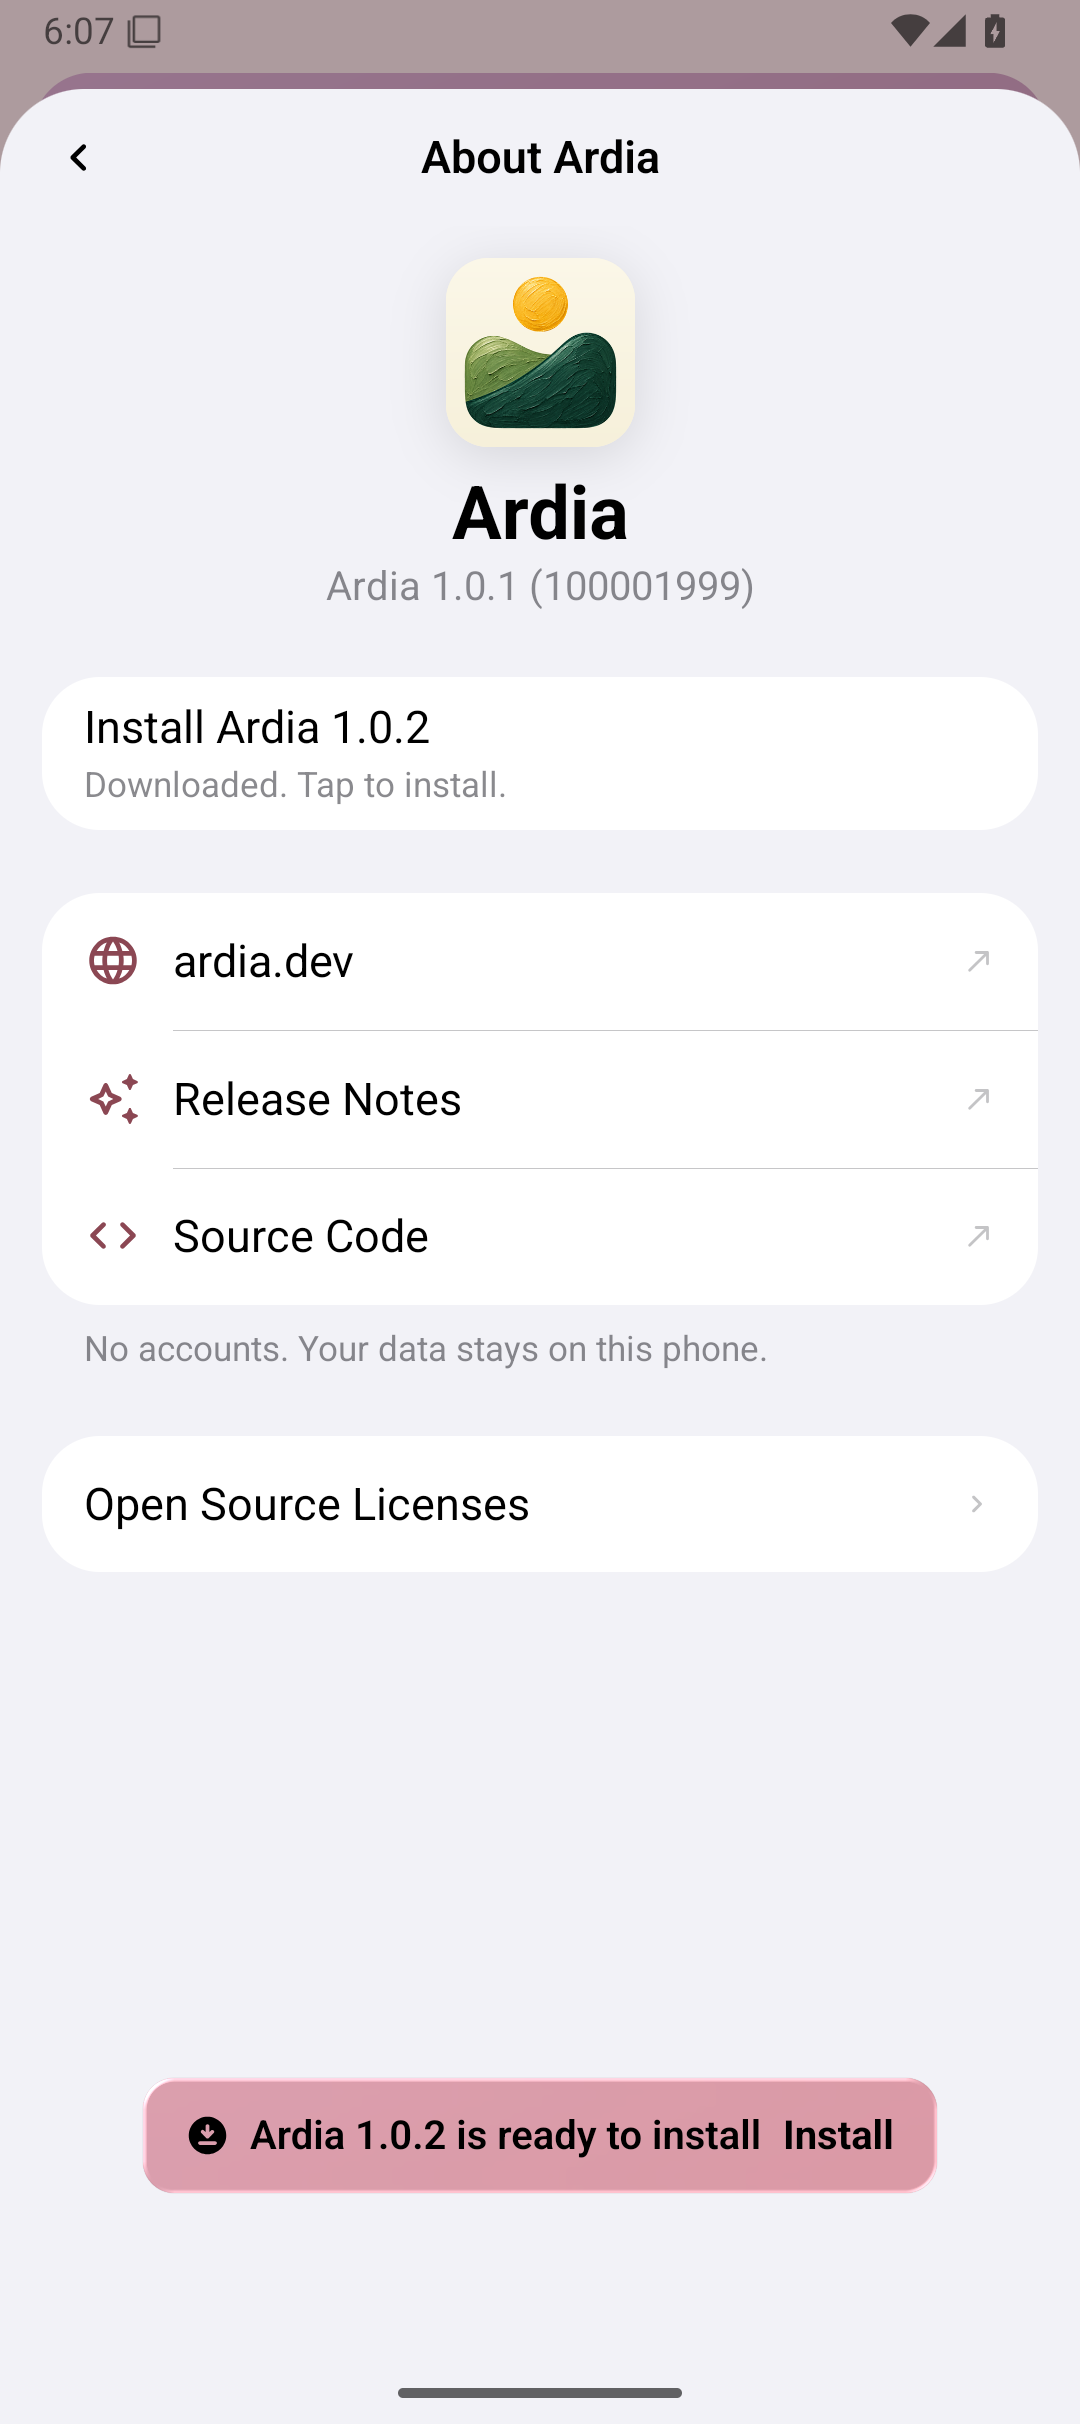 6:07
About Ardia
Ardia
Ardia 1.0.1 (100001999)
Install Ardia 1.0.2
Downloaded. Tap to install.
ardia.dev
Release Notes
Source Code
No accounts. Your data stays on this phone.
Open Source Licenses
Ardia 1.0.2 is ready to install Install